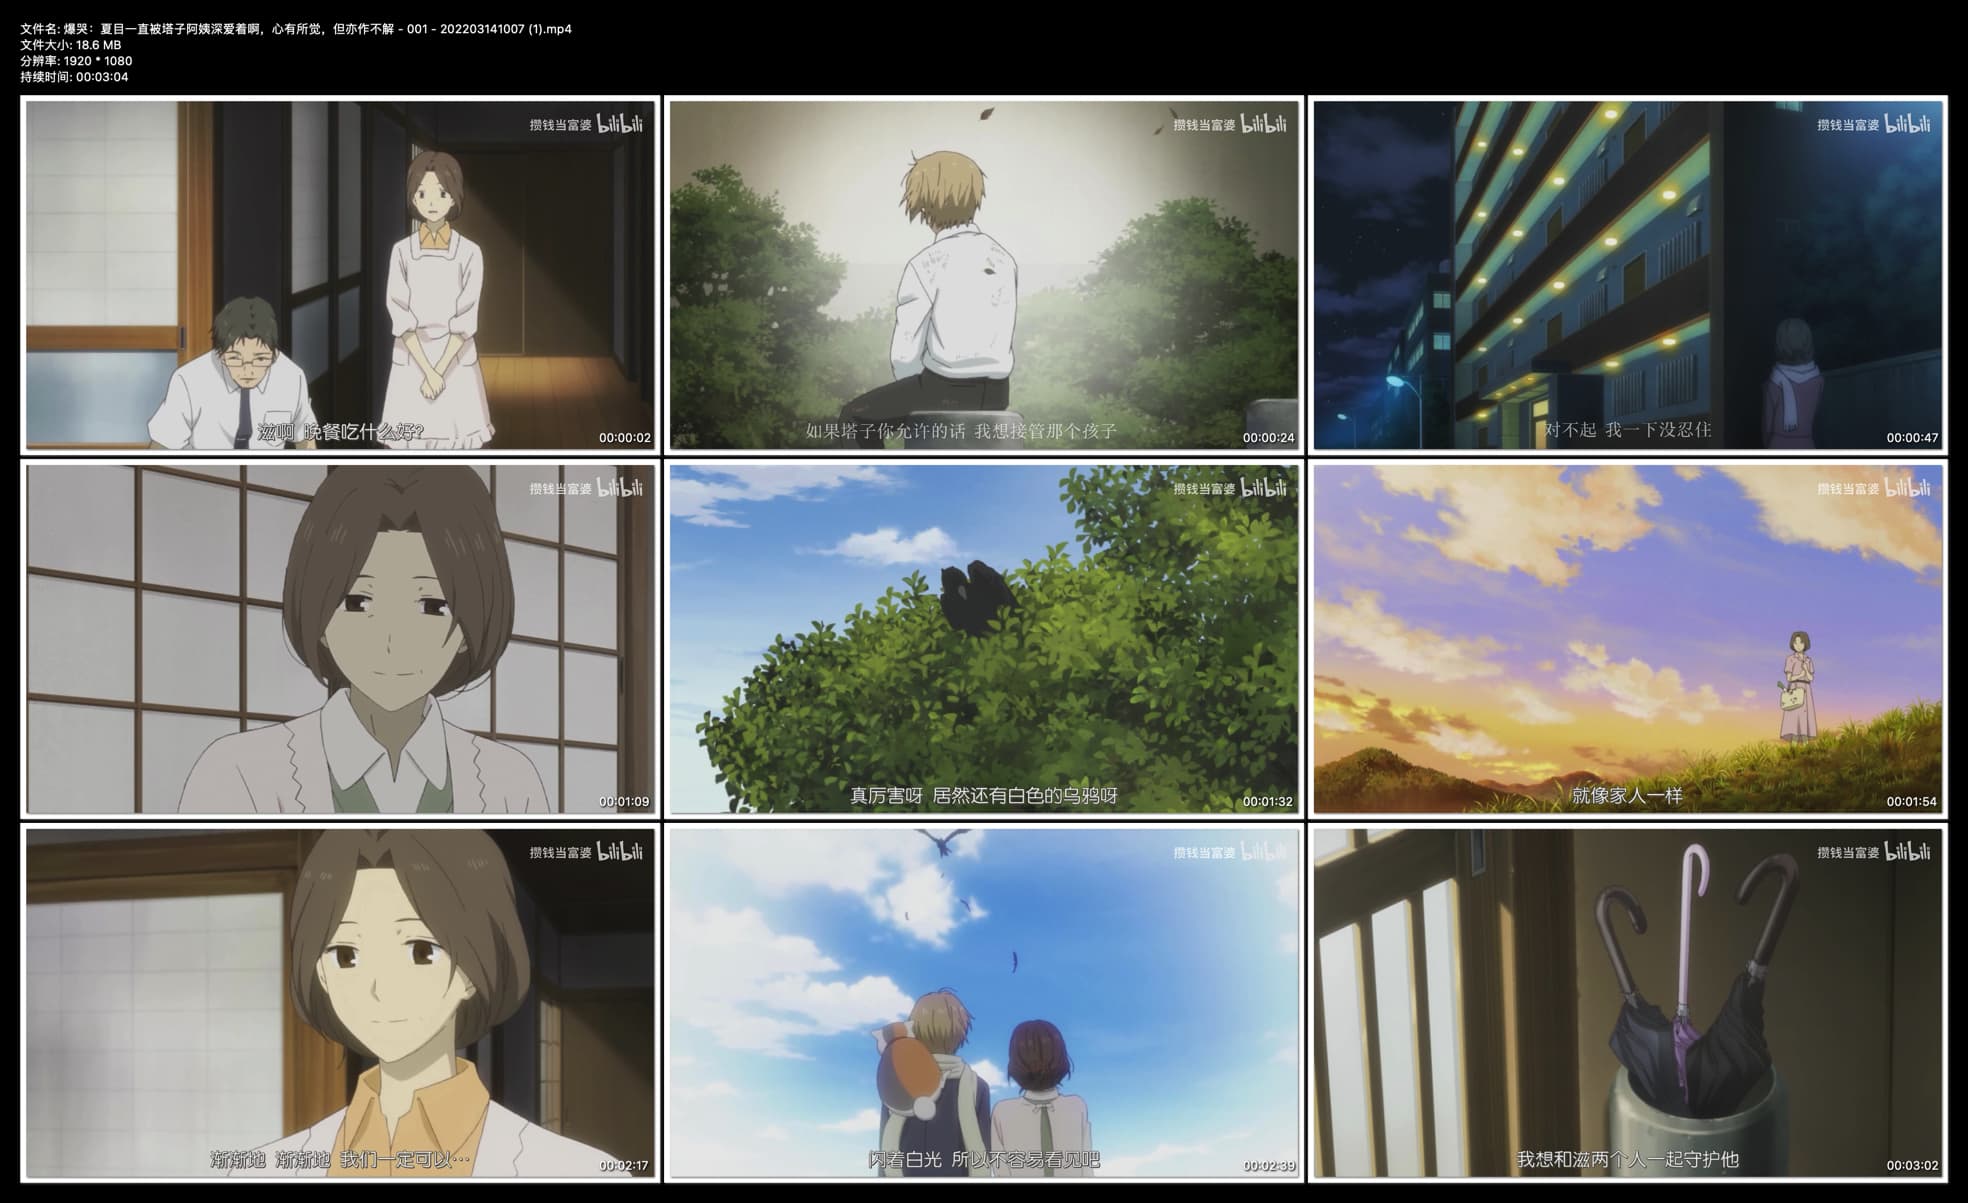 文件名: 爆哭：夏目一直被塔子阿姨深爱着啊，心有所觉，但亦作不解 - 001 - 202203141007 (1).mp4
文件大小: 18.6 MB
分辨率: 1920 * 1080
持续时间: 00:03:04
攒钱当富婆 bilibili
滋啊 晚餐吃什么好?
00:00:02
攒钱当富婆 bilibili
如果塔子你允许的话 我想接管那个孩子
00:00:24
攒钱当富婆 bilibili
对不起 我一下没忍住
00:00:47
攒钱当富婆 bilibili
00:01:09
攒钱当富婆 bilibili
真厉害呀 居然还有白色的乌鸦呀
00:01:32
攒钱当富婆 bilibili
就像家人一样
00:01:54
攒钱当富婆 bilibili
渐渐地 渐渐地 我们一定可以…
00:02:17
攒钱当富婆 bilibili
闪着白光 所以不容易看见吧
00:02:39
攒钱当富婆 bilibili
我想和滋两个人一起守护他
00:03:02